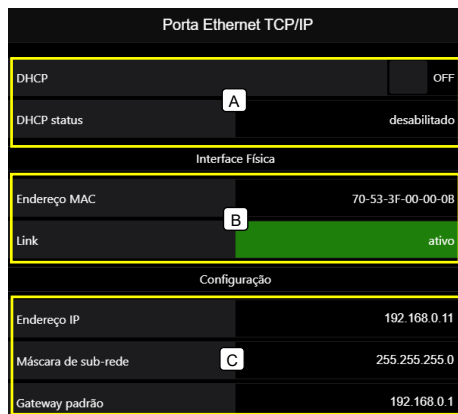 Porta Ethernet TCP/IP
DHCP OFF
A
DHCP status desabilitado
Interface Física
Endereço MAC 70-53-3F-00-00-0B
B
Link ativo
Configuração
Endereço IP 192.168.0.11
Máscara de sub-rede C 255.255.255.0
Gateway padrão 192.168.0.1